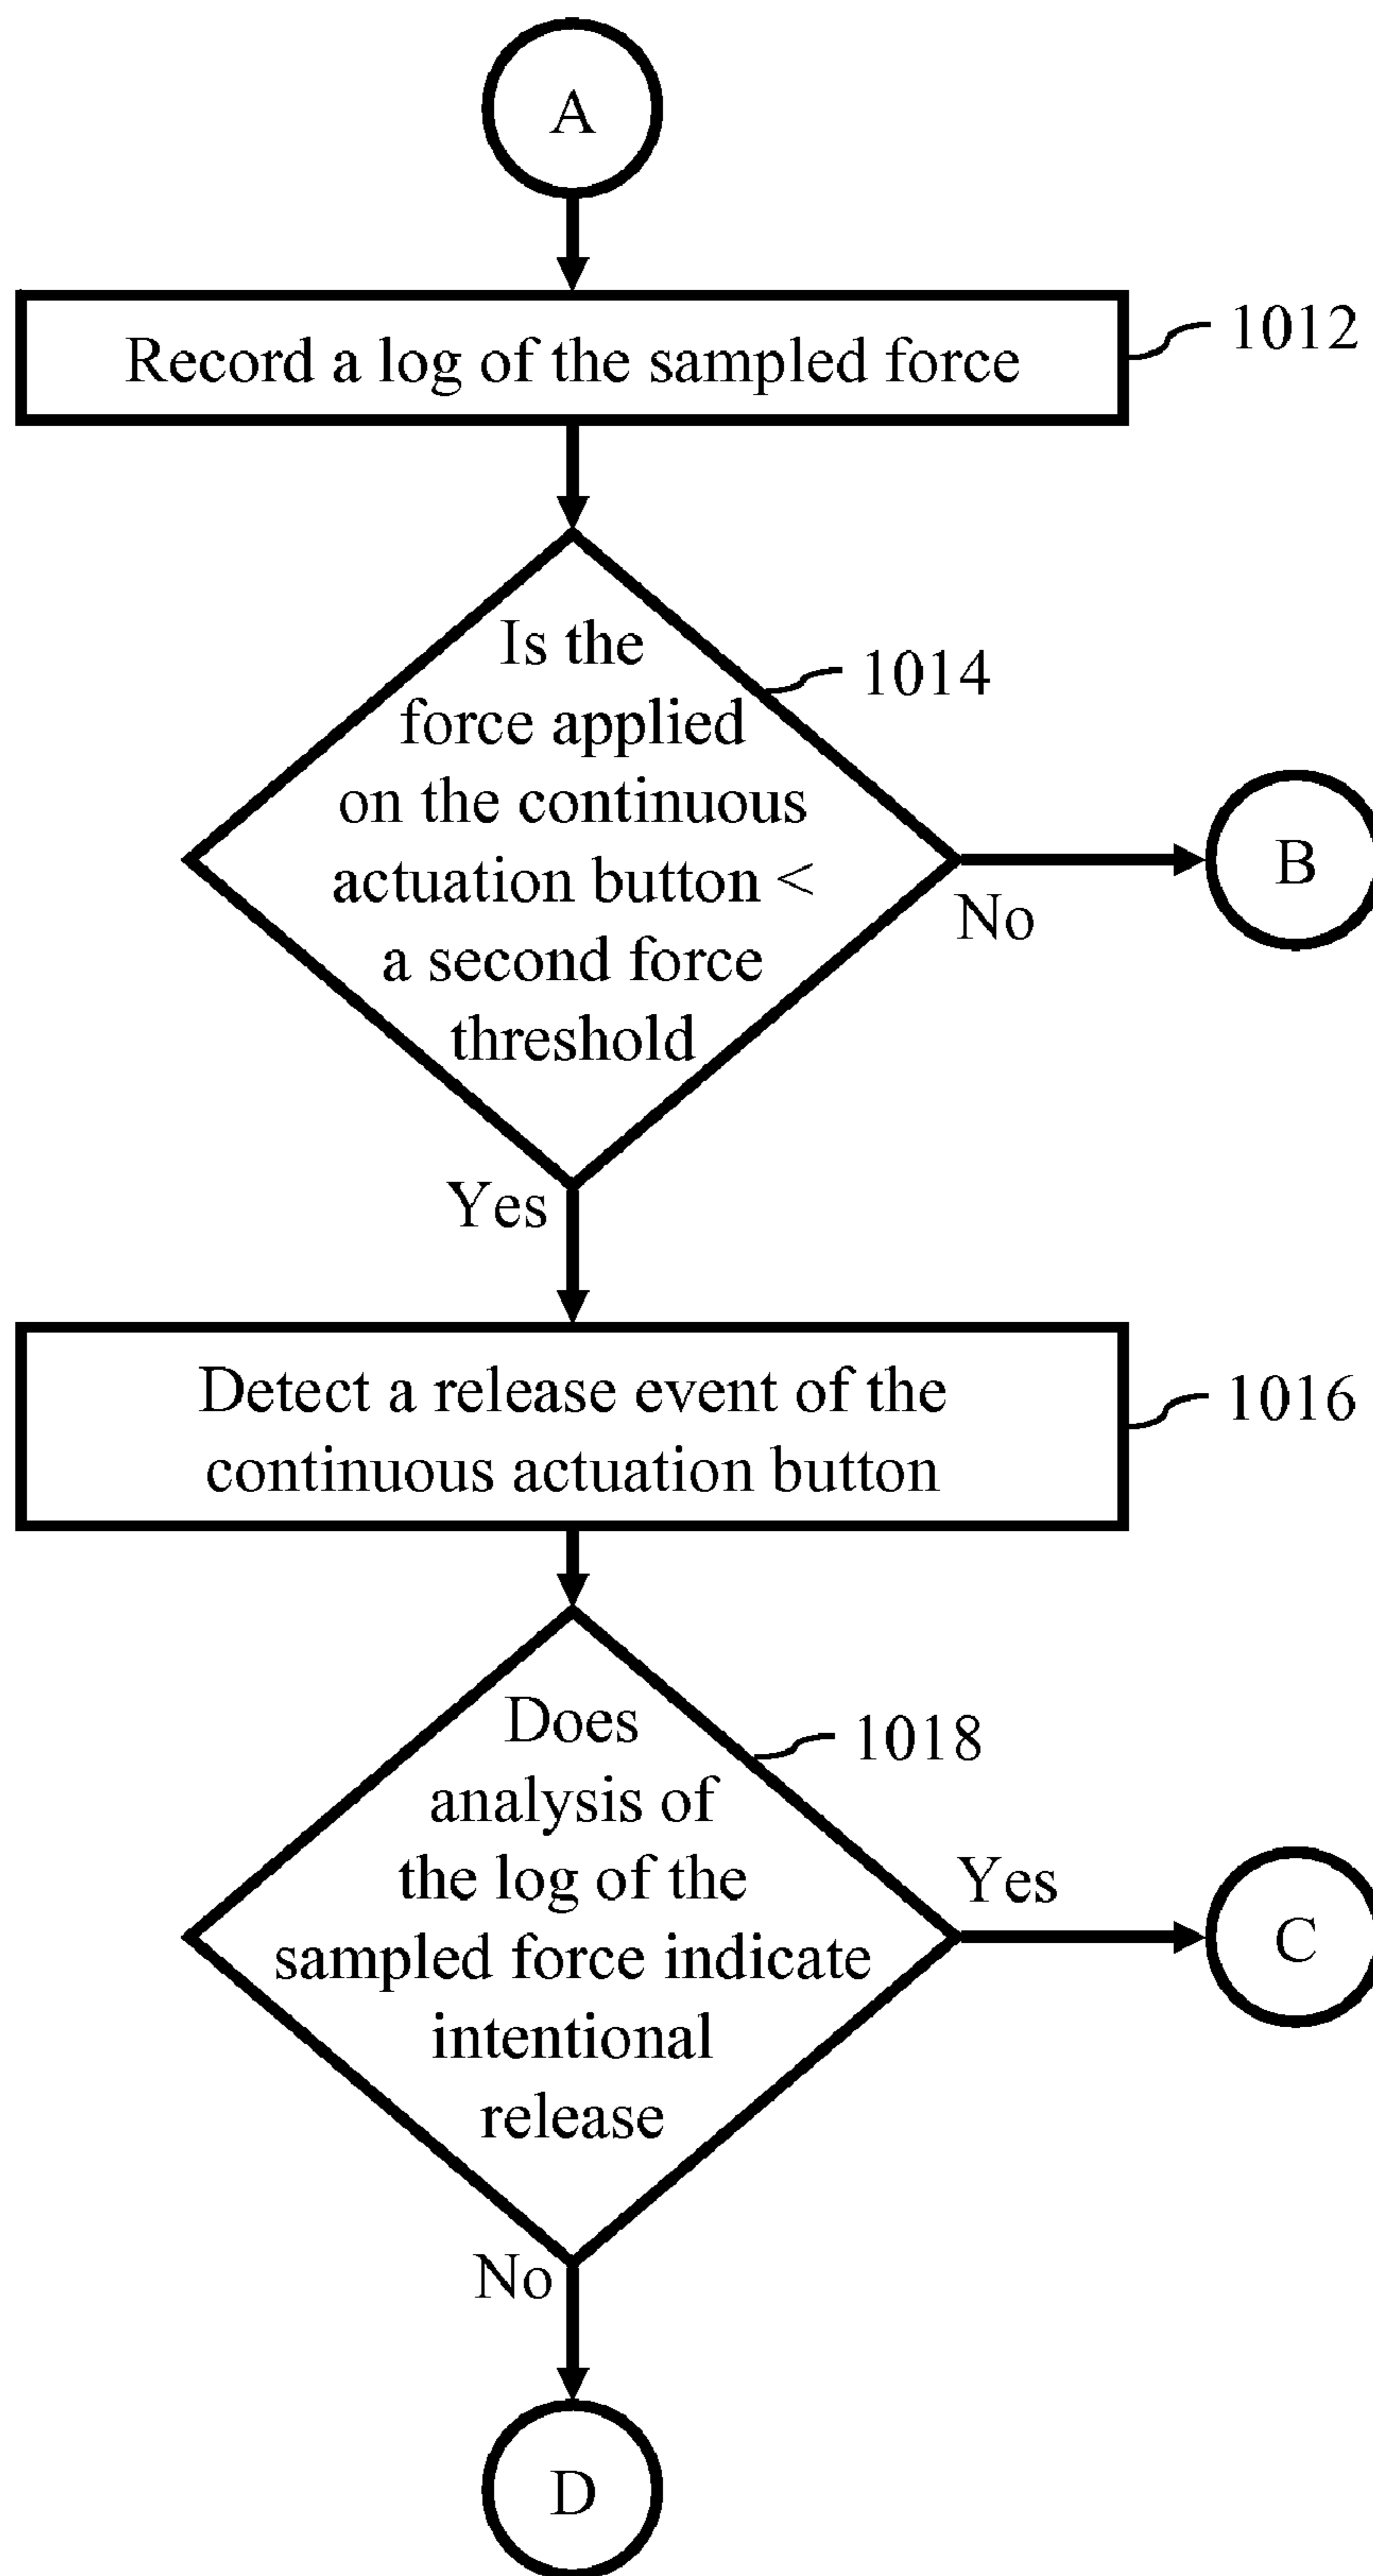 A
Record a log of the sampled force
1012
Is the
force applied
on the continuous
actuation button <
a second force
threshold
1014
No
B
Yes
Detect a release event of the
continuous actuation button
1016
Does
analysis of
the log of the
sampled force indicate
intentional
release
1018
Yes
C
No
D